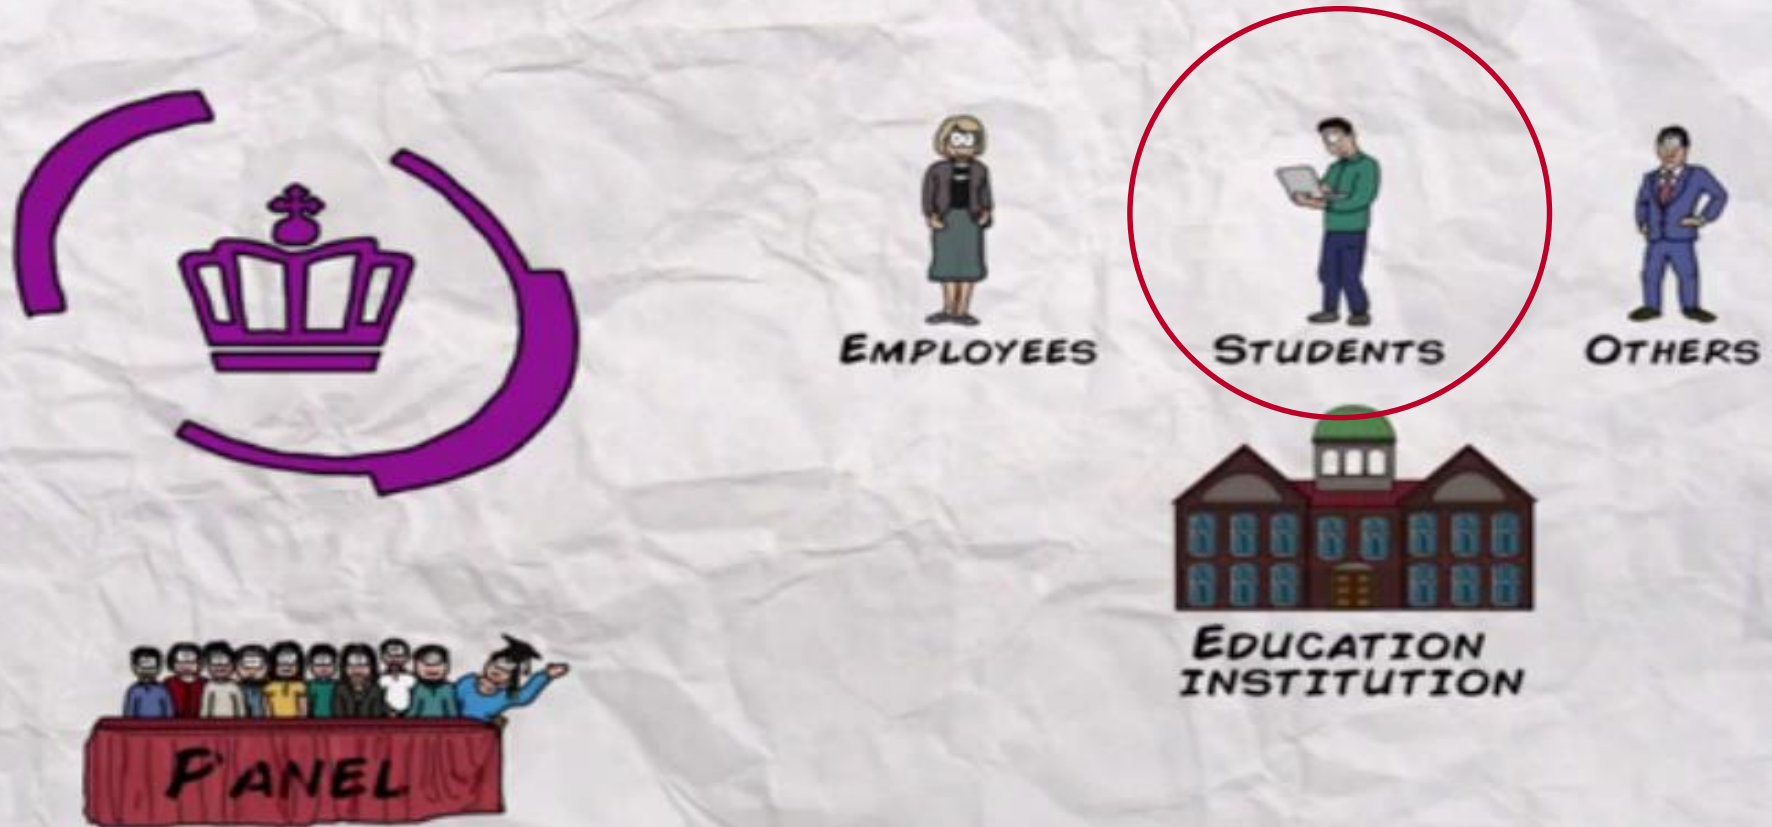 EMPLOYEES
STUDENTS
OTHERS
EDUCATION
INSTITUTION
PANEL